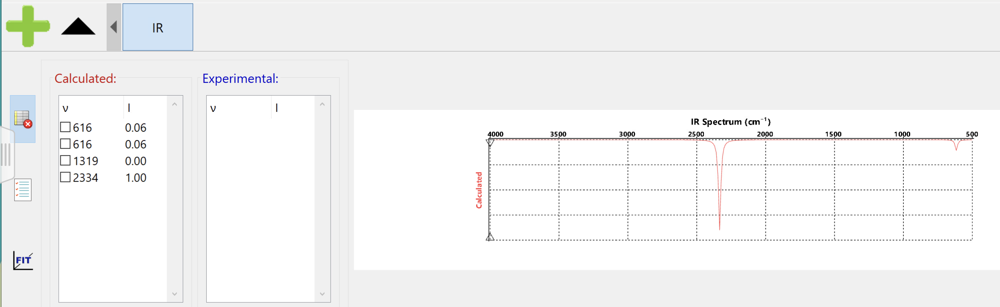 IR
Calculated:
ν I
616 0.06
616 0.06
1319 0.00
2334 1.00
Experimental:
ν I
FIT
IR Spectrum (cm⁻¹)
4000 3500 3000 2500 2000 1500 1000 500
Calculated